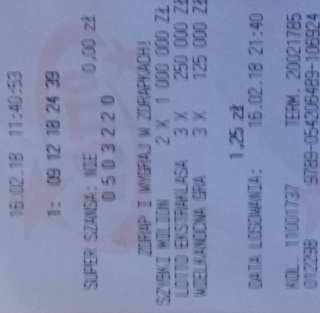 16.02.18 11:40:53
1: 09 12 18 24 39
SUPER SZANSA: NIE 0,00 ZŁ
0 5 0 3 2 2 0
ZDRAP I WYGRAJ W ZDRAPKACH!
SZYBKI MILION 2 X 1 000 000 ZŁ
LOTTO EKSTRAKLASA 3 X 250 000 ZŁ
WIELKANOCNA GRA 3 X 125 000 ZŁ
1,25 zł
DATA LOSOWANIA: 16.02.18 21:40
KOL. 11001737 TERM. 20021785
0112298 9789-054206489-106924